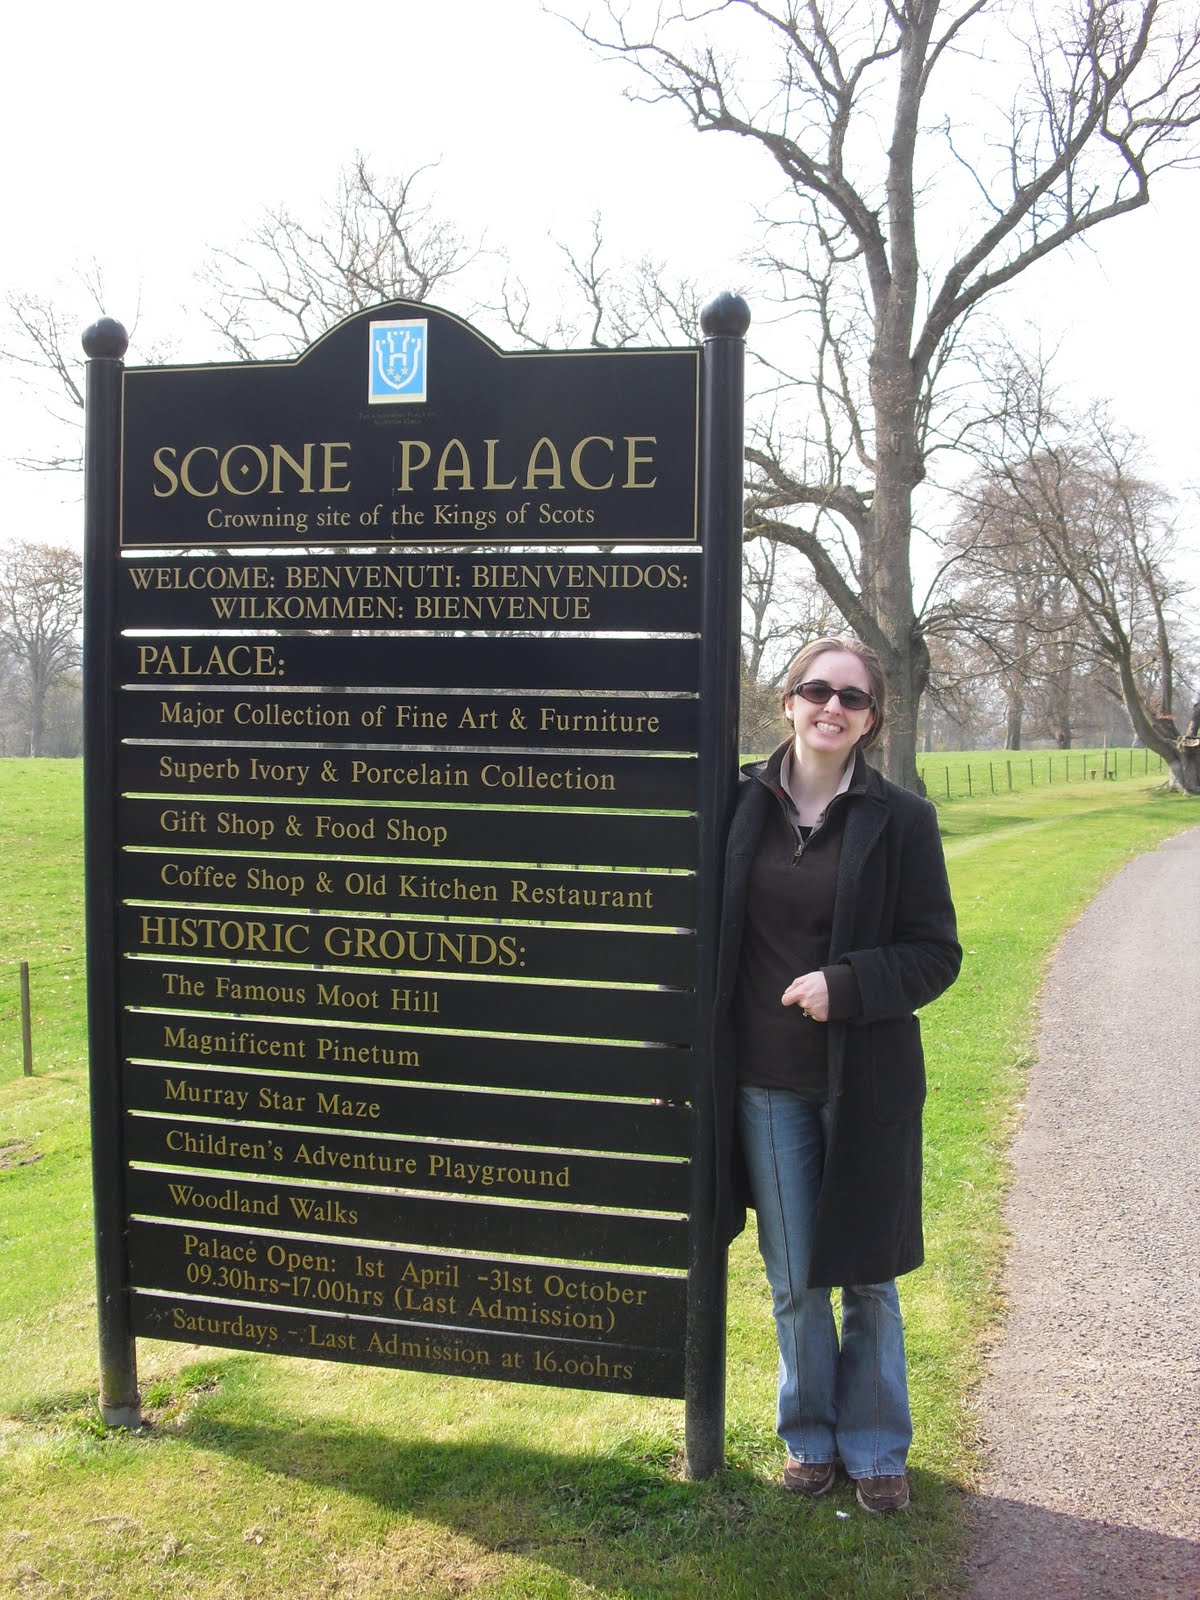 SCONE PALACE
Crowning site of the Kings of Scots
WELCOME: BENVENUTI: BIENVENIDOS:
WILKOMMEN: BIENVENUE
PALACE:
Major Collection of Fine Art & Furniture
Superb Ivory & Porcelain Collection
Gift Shop & Food Shop
Coffee Shop & Old Kitchen Restaurant
HISTORIC GROUNDS:
The Famous Moot Hill
Magnificent Pinetum
Murray Star Maze
Children's Adventure Playground
Woodland Walks
Palace Open: 1st April -31st October
09.30hrs-17.00hrs (Last Admission)
Saturdays - Last Admission at 16.00hrs